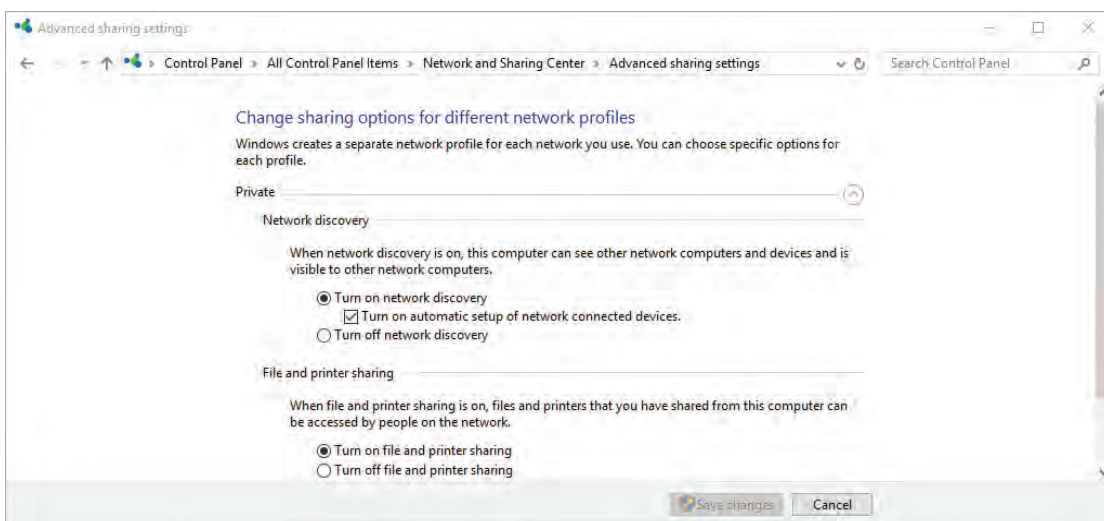 Advanced sharing settings
Control Panel > All Control Panel Items > Network and Sharing Center > Advanced sharing settings
Search Control Panel
Change sharing options for different network profiles
Windows creates a separate network profile for each network you use. You can choose specific options for
each profile.
Private
Network discovery
When network discovery is on, this computer can see other network computers and devices and is
visible to other network computers.
Turn on network discovery
Turn on automatic setup of network connected devices.
Turn off network discovery
File and printer sharing
When file and printer sharing is on, files and printers that you have shared from this computer can
be accessed by people on the network.
Turn on file and printer sharing
Turn off file and printer sharing
Save changes
Cancel